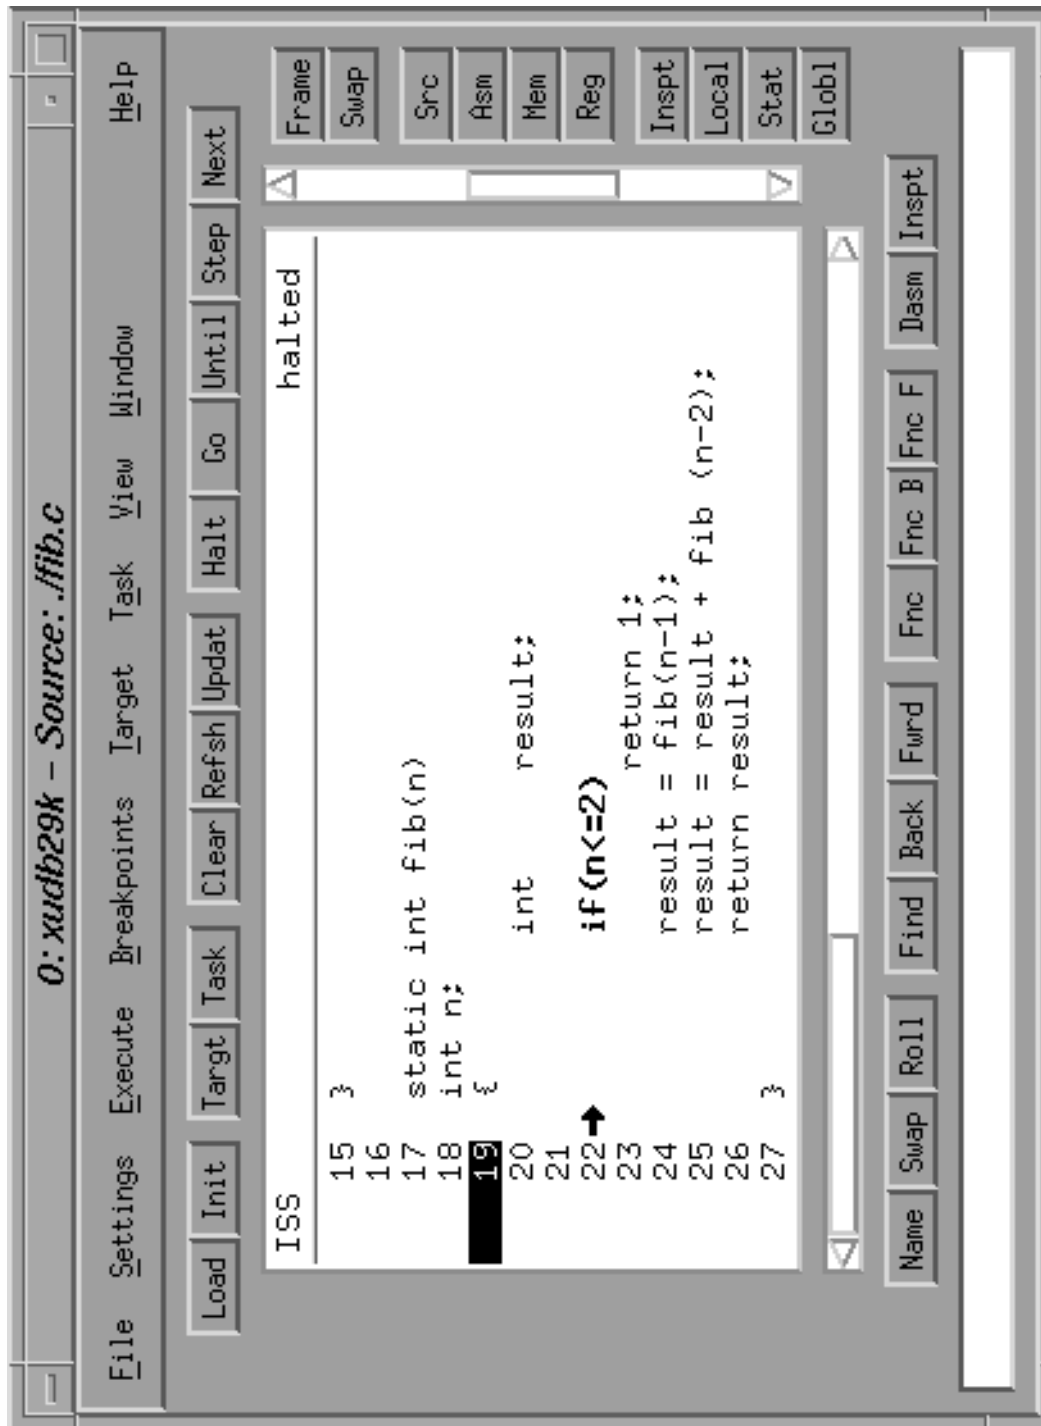 0: xudb29k - Source: ./fib.c
File Settings Execute Breakpoints Target Task View Window Help
Load Init Targt Task Clear Refsh Updat Halt Go Until Step Next
ISS halted
15 }
16
17 static int fib(n)
18 int n;
19 {
20 int result;
21
22 if(n<=2)
23 return 1;
24 result = fib(n-1);
25 result = result + fib (n-2);
26 return result;
27 }
Frame
Swap
Src
Asm
Mem
Reg
Inspt
Local
Stat
Globl
Name Swap Roll Find Back Fwrd Fnc Fnc B Fnc F Dasm Inspt